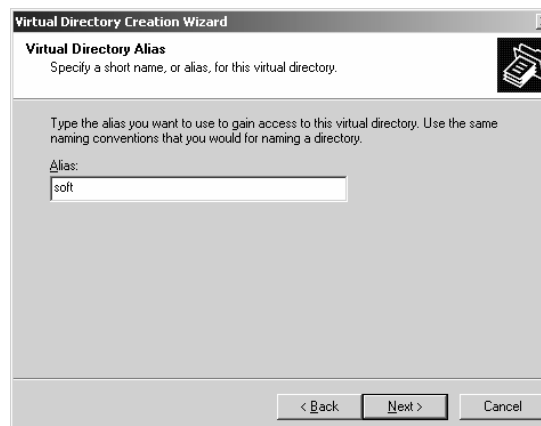 Virtual Directory Creation Wizard
Virtual Directory Alias
Specify a short name, or alias, for this virtual directory.
Type the alias you want to use to gain access to this virtual directory. Use the same
naming conventions that you would for naming a directory.
Alias:
soft
< Back Next > Cancel